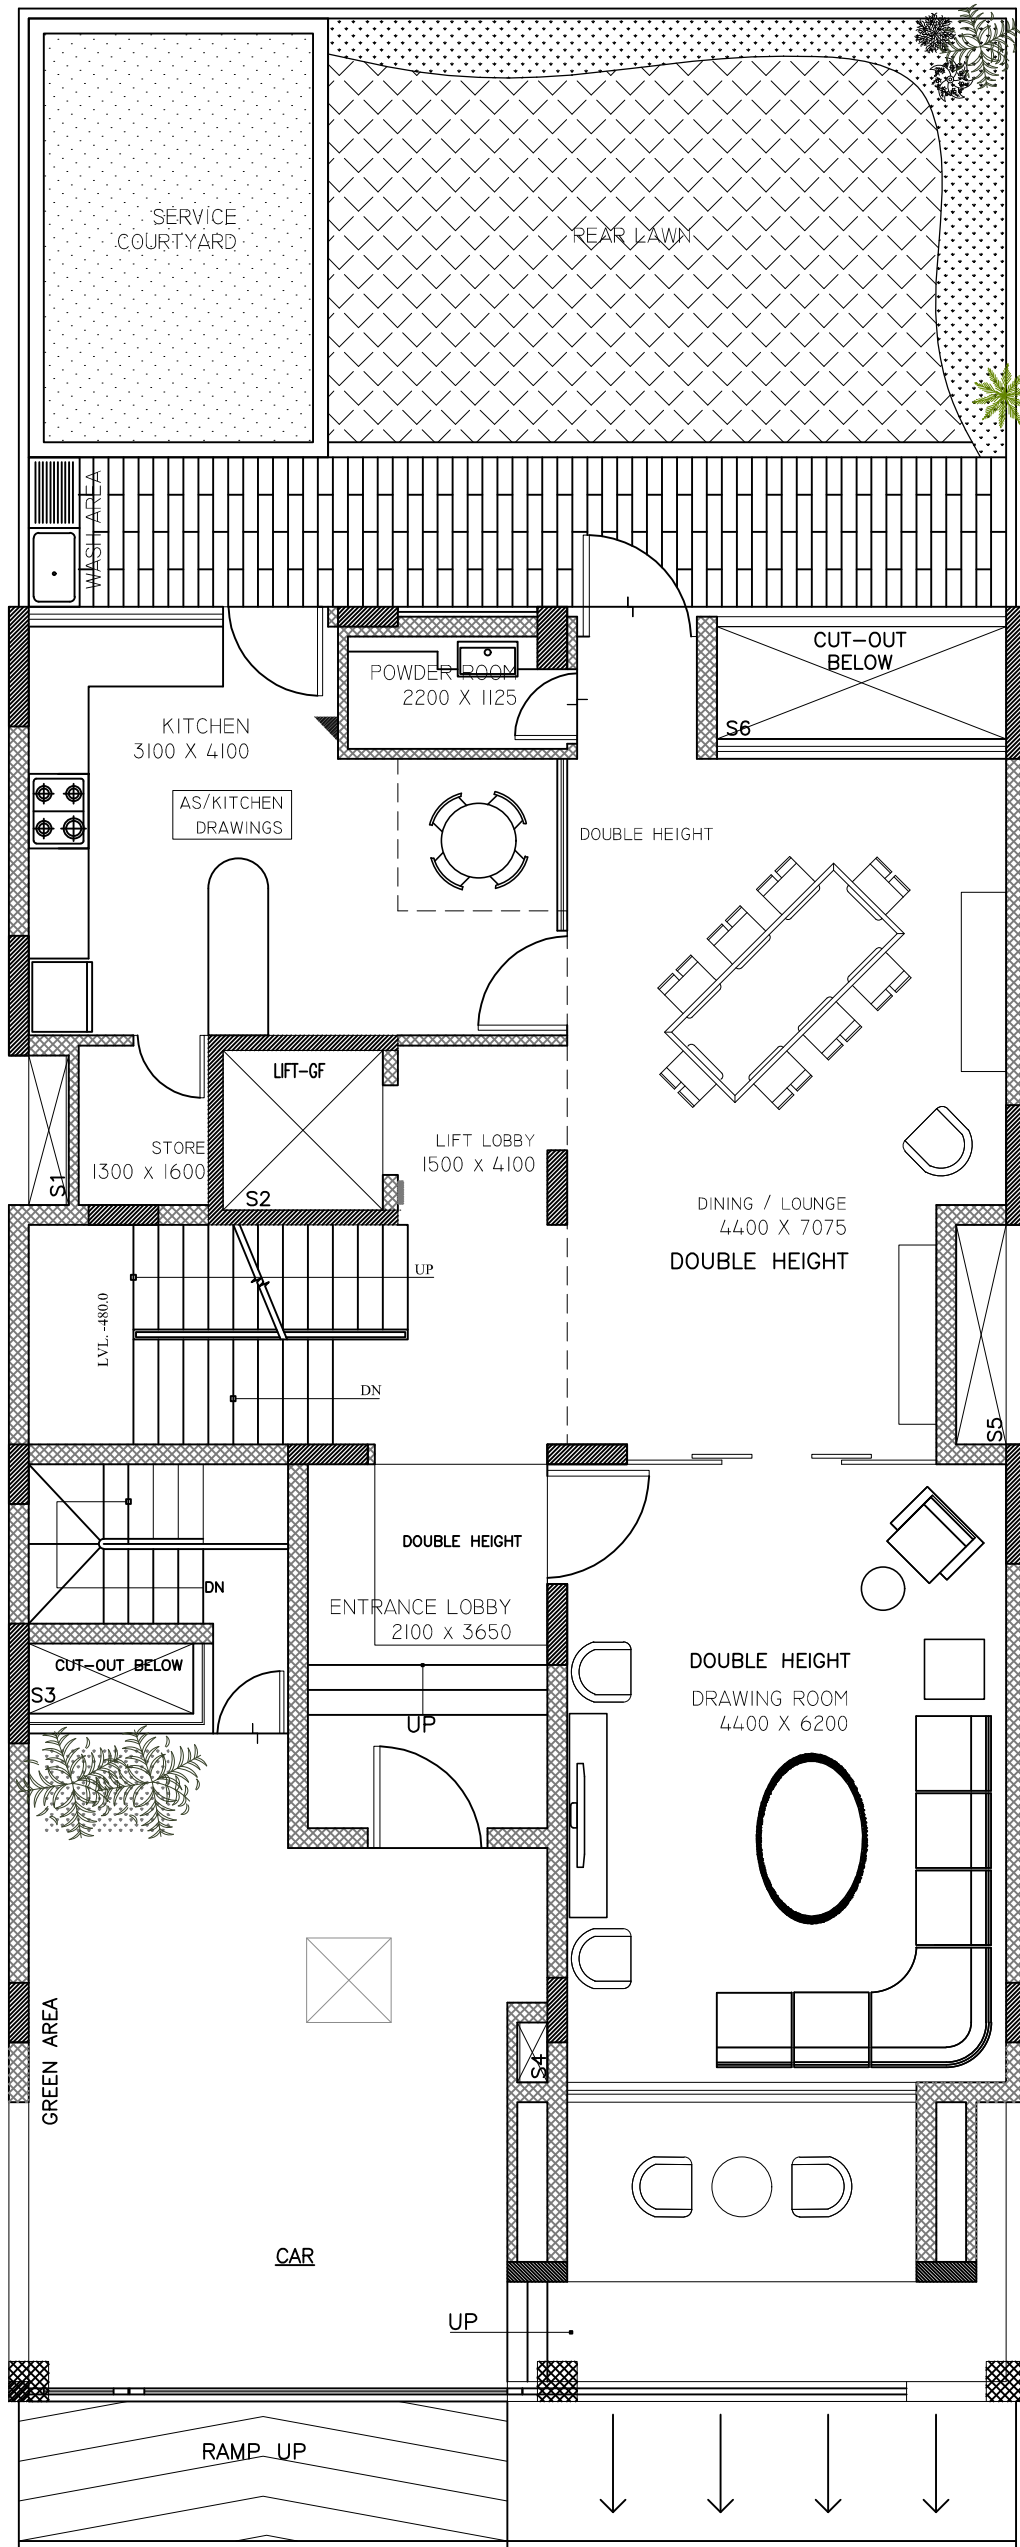 SERVICE
COURTYARD
REAR LAWN
WASH AREA
CUT-OUT
BELOW
S6
POWDER ROOM
2200 X 1125
KITCHEN
3100 X 4100
AS/KITCHEN
DRAWINGS
DOUBLE HEIGHT
LIFT-GF
S2
LIFT LOBBY
1500 X 4100
STORE
1300 X 1600
S1
DINING / LOUNGE
4400 X 7075
DOUBLE HEIGHT
UP
LVL. -480.0
DN
S5
DOUBLE HEIGHT
DN
ENTRANCE LOBBY
2100 X 3650
CUT-OUT BELOW
S3
UP
DOUBLE HEIGHT
DRAWING ROOM
4400 X 6200
GREEN AREA
S4
CAR
UP
RAMP UP